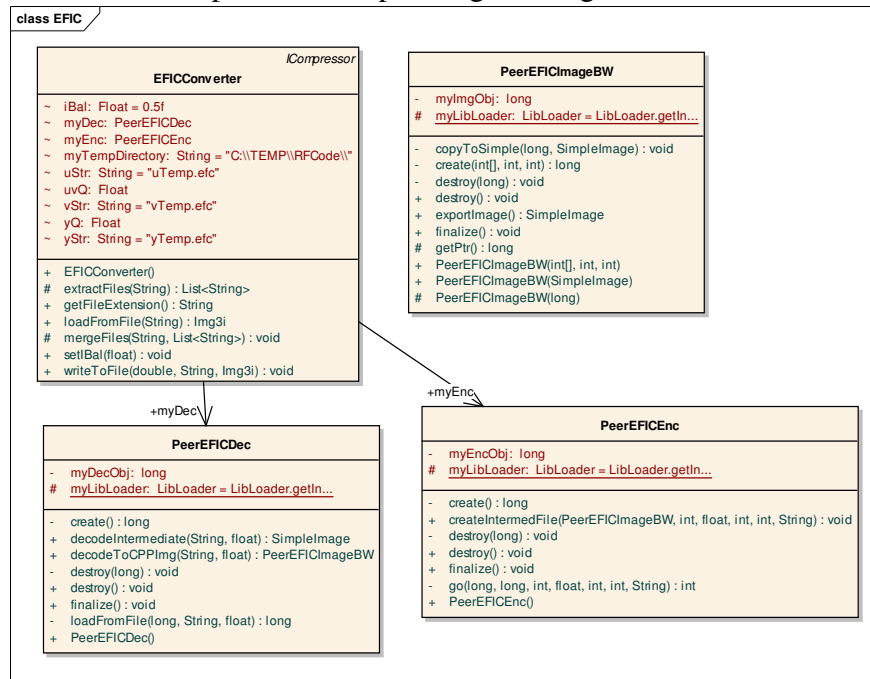 class EFIC
ICompressor
EFICConverter
~ iBal: Float = 0.5f
~ myDec: PeerEFICDec
~ myEnc: PeerEFICEnc
~ myTempDirectory: String = "C:\\TEMP\\RFCode\\"
~ uStr: String = "uTemp.efc"
~ uvQ: Float
~ vStr: String = "vTemp.efc"
~ yQ: Float
~ yStr: String = "yTemp.efc"
+ EFICConverter()
# extractFiles(String) : List<String>
+ getFileExtension() : String
+ loadFromFile(String) : Img3i
# mergeFiles(String, List<String>) : void
+ setIBal(float) : void
+ writeToFile(double, String, Img3i) : void
PeerEFICImageBW
- myImgObj: long
# myLibLoader: LibLoader = LibLoader.getIn...
- copyToSimple(long, SimpleImage) : void
- create(int[], int, int) : long
- destroy(long) : void
+ destroy() : void
+ exportImage() : SimpleImage
+ finalize() : void
# getPtr() : long
+ PeerEFICImageBW(int[], int, int)
+ PeerEFICImageBW(SimpleImage)
# PeerEFICImageBW(long)
+myDec
+myEnc
PeerEFICDec
- myDecObj: long
# myLibLoader: LibLoader = LibLoader.getIn...
- create() : long
+ decodeIntermediate(String, float) : SimpleImage
+ decodeToCPPImg(String, float) : PeerEFICImageBW
- destroy(long) : void
+ destroy() : void
+ finalize() : void
- loadFromFile(long, String, float) : long
+ PeerEFICDec()
PeerEFICEnc
- myEncObj: long
# myLibLoader: LibLoader = LibLoader.getIn...
- create() : long
+ createIntermedFile(PeerEFICImageBW, int, float, int, int, String) : void
- destroy(long) : void
+ destroy() : void
+ finalize() : void
- go(long, long, int, float, int, int, String) : int
+ PeerEFICEnc()